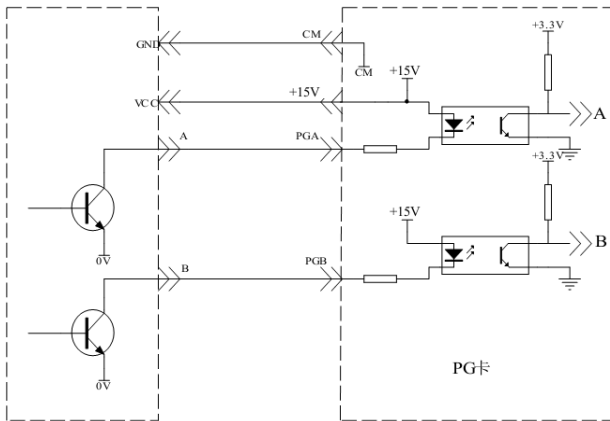 GND
CM
CM
+3.3V
VCC
+15V
+15V
A
A
PGA
+3.3V
0V
+15V
B
B
PGB
0V
PG卡